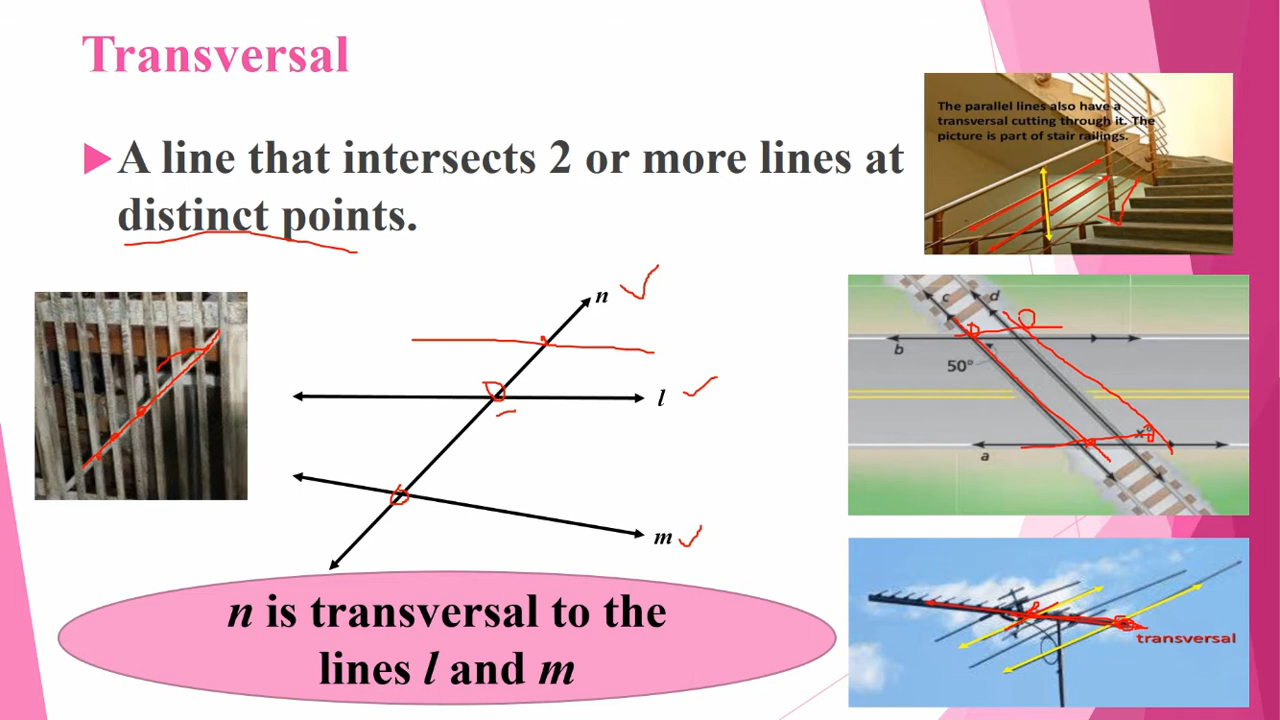 Transversal
A line that intersects 2 or more lines at
distinct points.
The parallel lines also have a
transversal cutting through it. The
picture is part of stair railings.
n
l
m
c
d
b
50°
x°
a
transversal
n is transversal to the
lines l and m